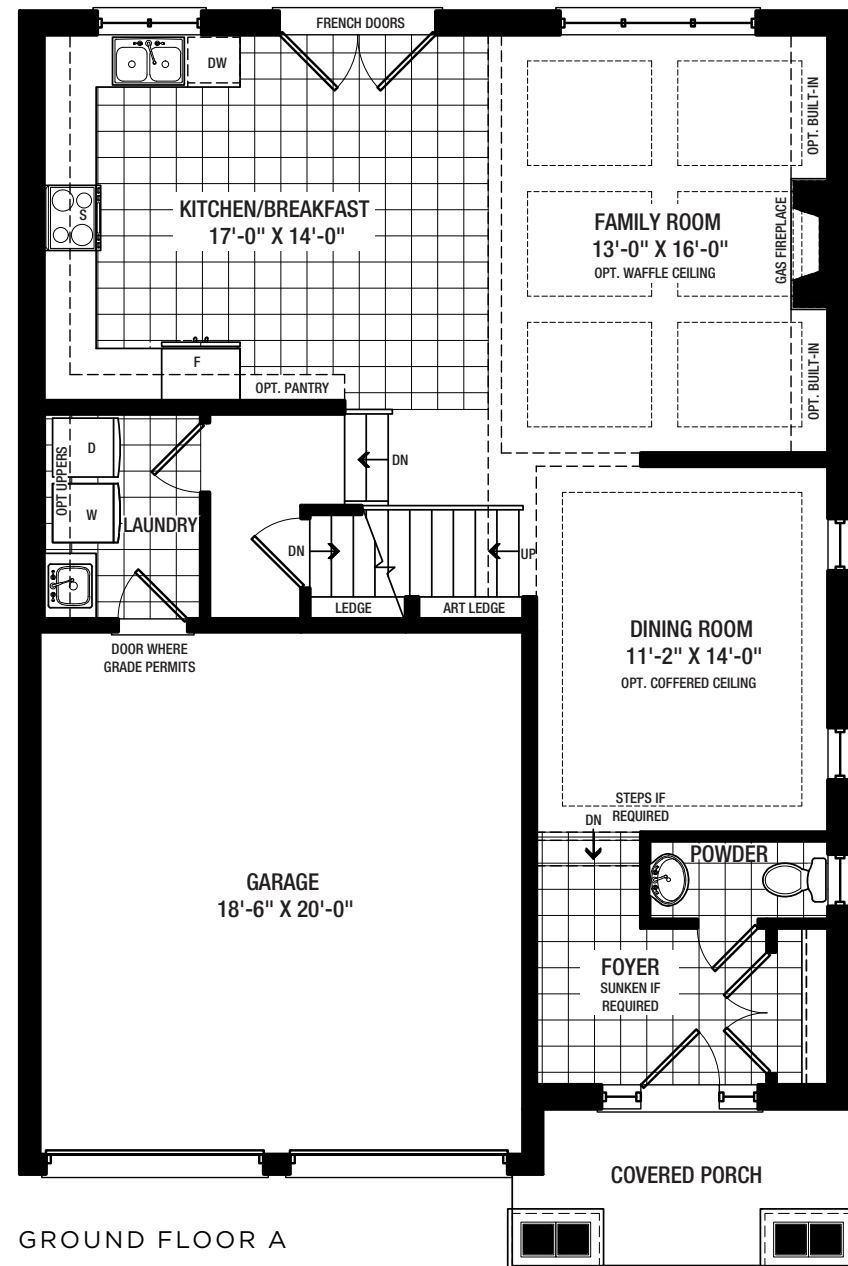 FRENCH DOORS
DW
OPT. BUILT-IN
S
KITCHEN/BREAKFAST
17'-0" X 14'-0"
FAMILY ROOM
13'-0" X 16'-0"
OPT. WAFFLE CEILING
GAS FIREPLACE
F
OPT. PANTRY
OPT. BUILT-IN
D
OPT UPPERS
W
LAUNDRY
DN
DN
UP
LEDGE
ART LEDGE
DOOR WHERE
GRADE PERMITS
DINING ROOM
11'-2" X 14'-0"
OPT. COFFERED CEILING
STEPS IF
REQUIRED
DN
POWDER
GARAGE
18'-6" X 20'-0"
FOYER
SUNKEN IF
REQUIRED
COVERED PORCH
GROUND FLOOR A